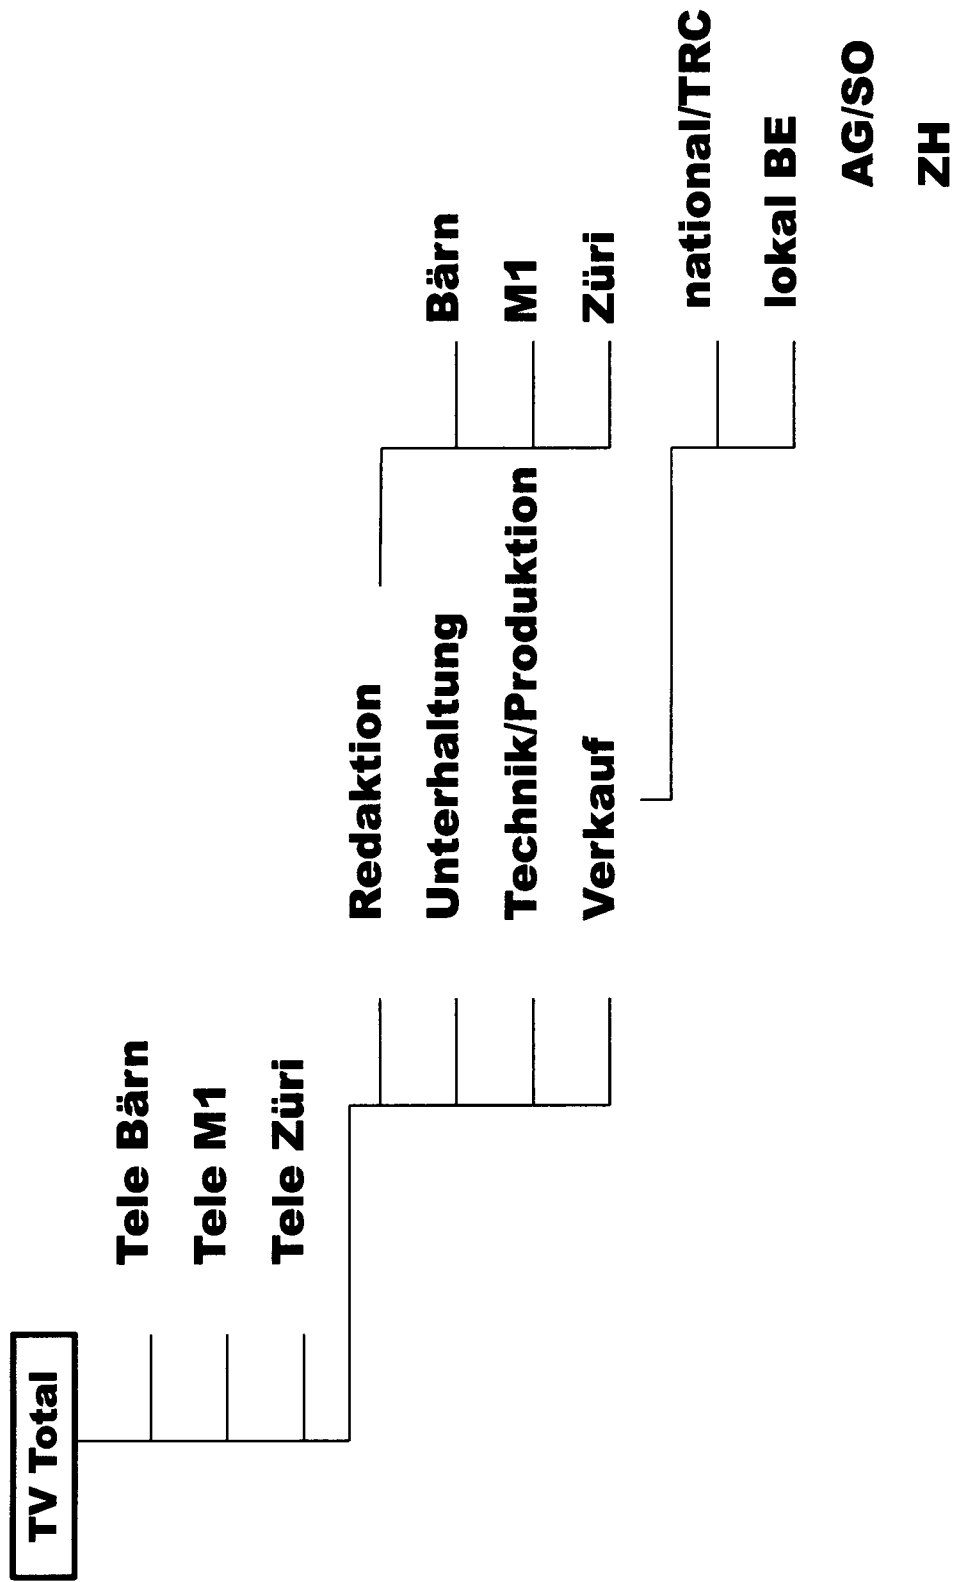 TV Total
Tele Bärn
Tele M1
Tele Züri
Redaktion
Unterhaltung
Technik/Produktion
Verkauf
Bärn
M1
Züri
national/TRC
lokal BE
AG/SO
ZH